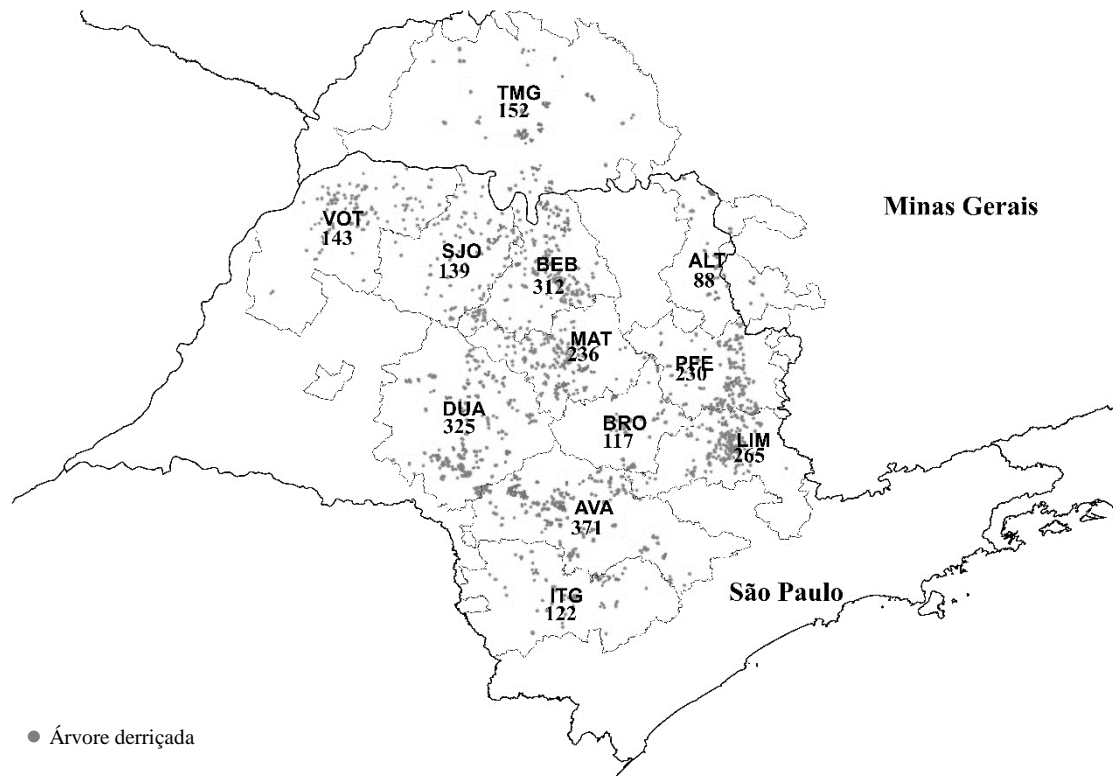 TMG
152
Minas Gerais
VOT
143
SJO
139
BEB
312
ALT
88
MAT
236
PFE
230
DUA
325
BRO
117
LIM
265
AVA
371
ITG
122
São Paulo
Árvore derriçada